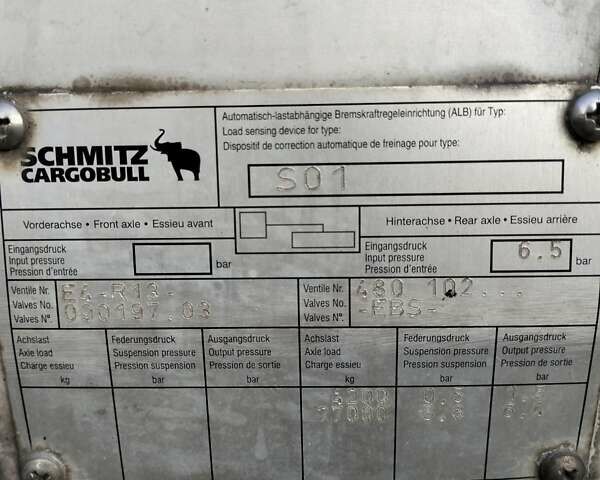 SCHMITZ
CARGOBULL
Automatisch-lastabhängige Bremskraftregeleinrichtung (ALB) für Typ:
Load sensing device for type:
Dispositif de correction automatique de freinage pour type:
S01
Vorderachse • Front axle • Essieu avant
Hinterachse • Rear axle • Essieu arrière
Eingangsdruck
Input pressure
Pression d'entrée
bar
Eingangsdruck
Input pressure
Pression d'entrée
6.5
bar
Ventile Nr.
Valves No.
Valves N°.
E4-R13-
000197.03
Ventile Nr.
Valves No.
Valves N°.
480 102...
-EBS-
Achslast
Axle load
Charge essieu
kg
Federungsdruck
Suspension pressure
Pression suspension
bar
Ausgangsdruck
Output pressure
Pression de sortie
bar
Achslast
Axle load
Charge essieu
kg
Federungsdruck
Suspension pressure
Pression suspension
bar
Ausgangsdruck
Output pressure
Pression de sortie
bar